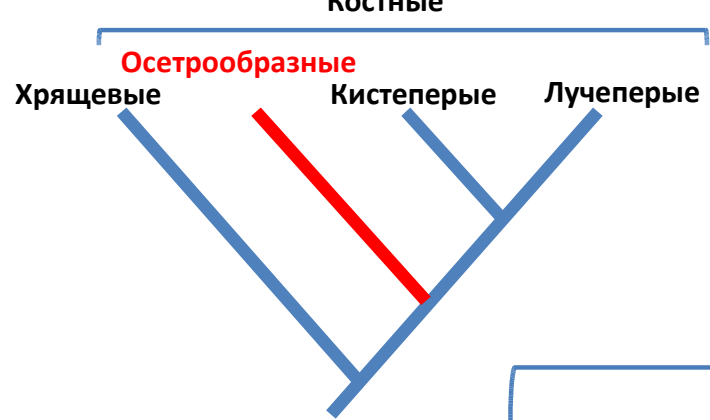 Костные
Осетрообразные
Хрящевые
Кистеперые
Лучеперые